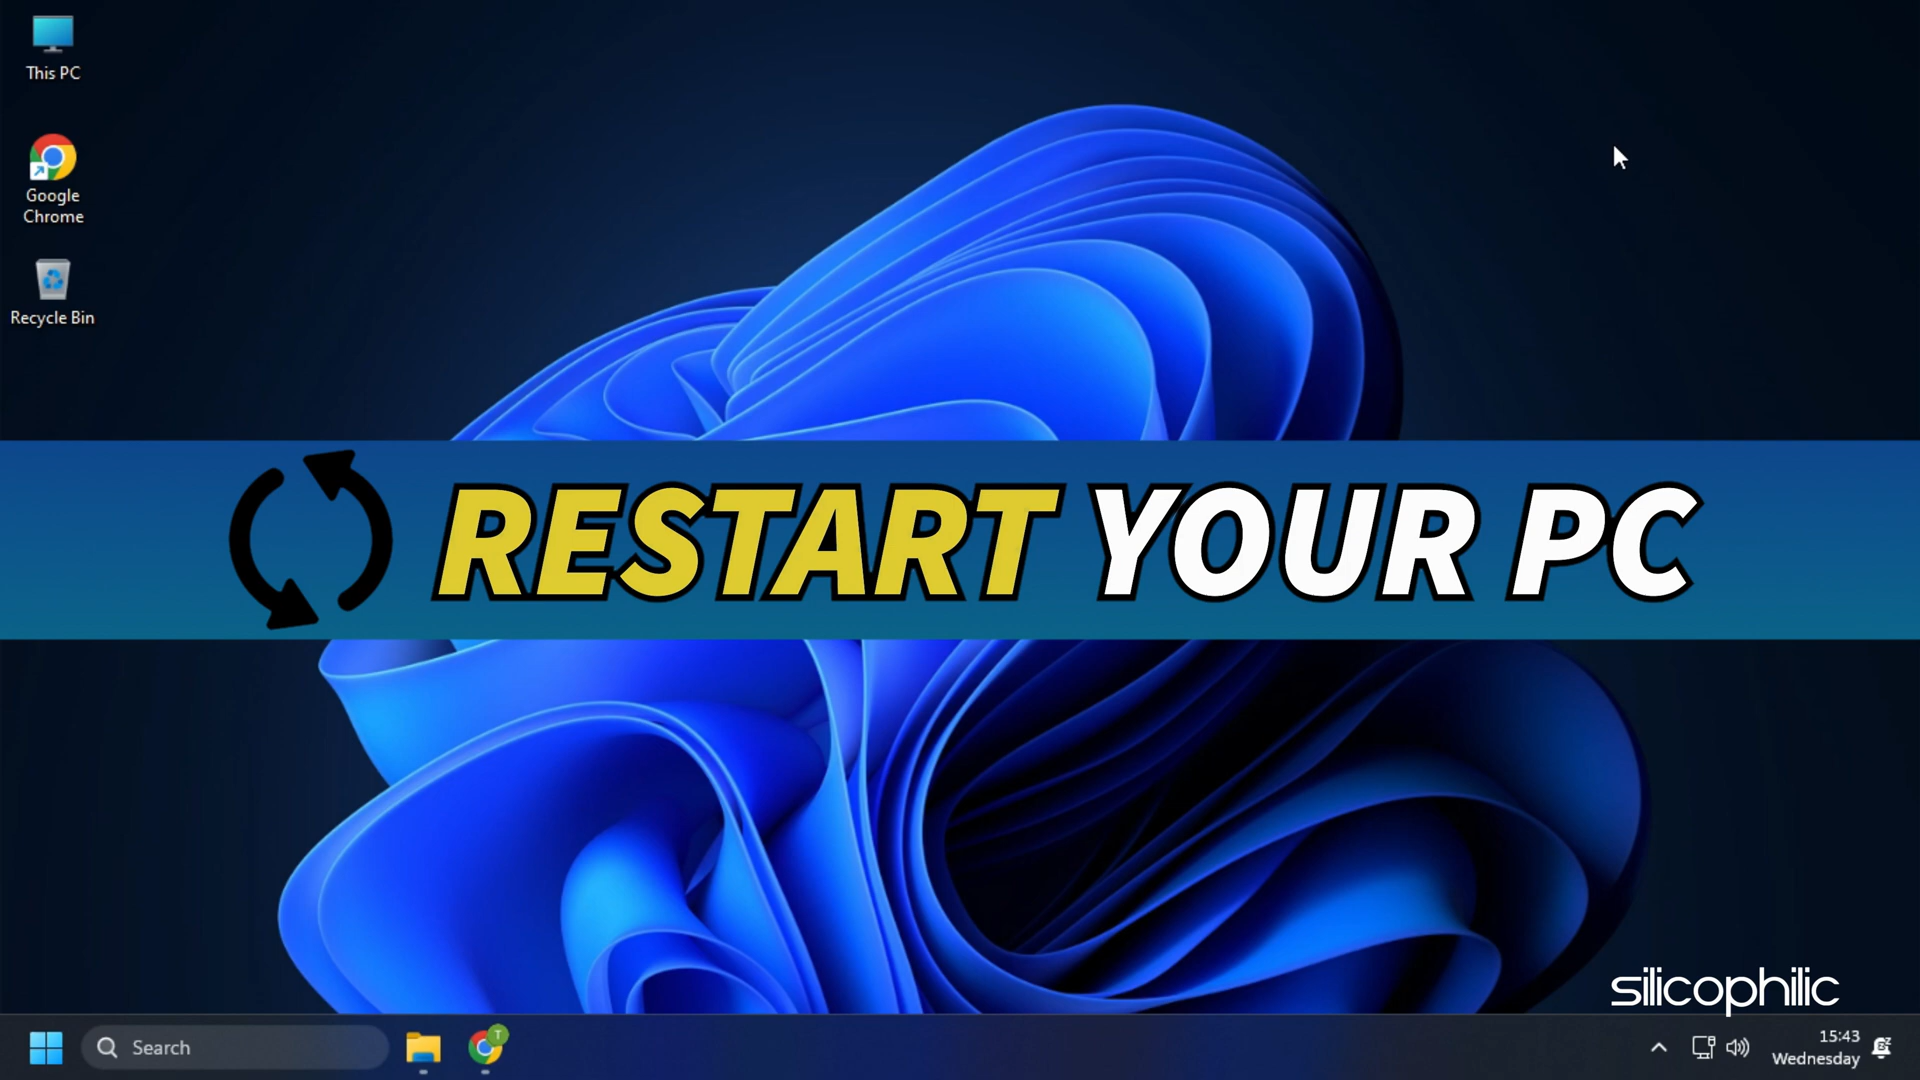 This PC
Google
Chrome
Recycle Bin
RESTART YOUR PC
silicophilic
Search
T
15:43
Wednesday